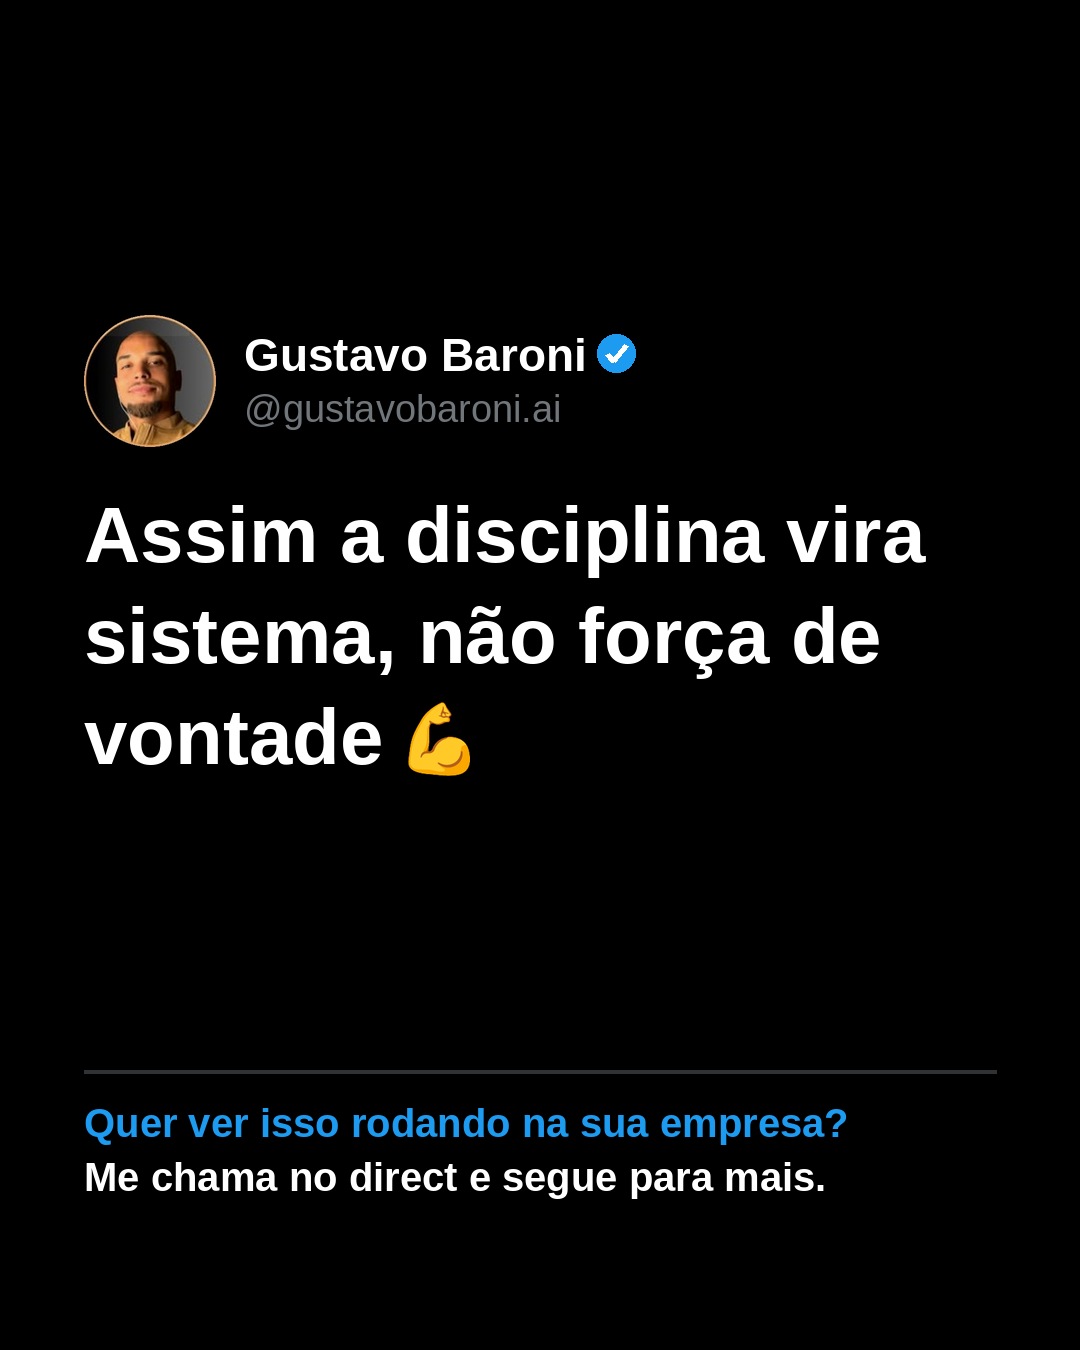 Gustavo Baroni
@gustavobaroni.ai
Assim a disciplina vira
sistema, não força de
vontade 💪
Quer ver isso rodando na sua empresa?
Me chama no direct e segue para mais.